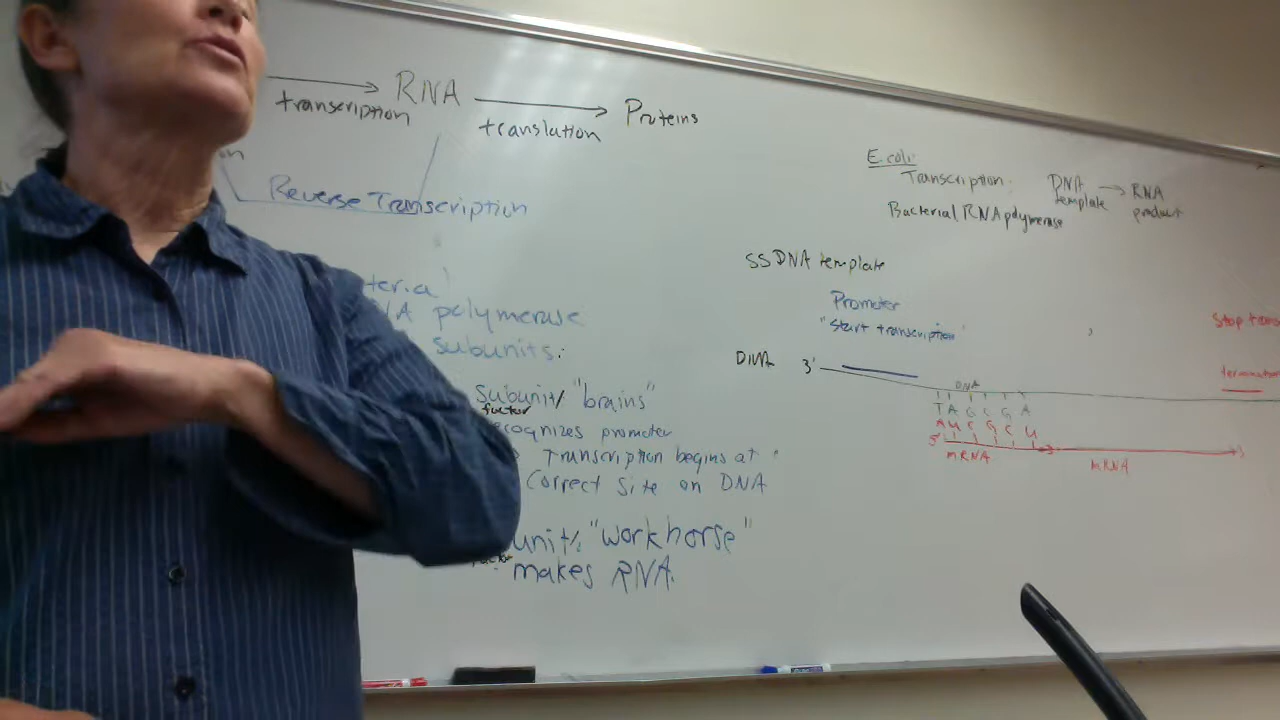 RNA
transcription
translation
Proteins
Reverse Transcription
polymerase
subunits:
Subunit/ "brains"
factor
recognizes promoter
Transcription begins at
Correct Site on DNA
unit/ "workhorse"
makes RNA.
E.coli
Transcription:
DNA template → RNA product
Bacterial RNA polymerase
SS DNA template
Promoter
"start transcription"
DNA 3'
DNA
T A G C G A
A U C G C U
5'
mRNA
mRNA
3'
stop trans
termination